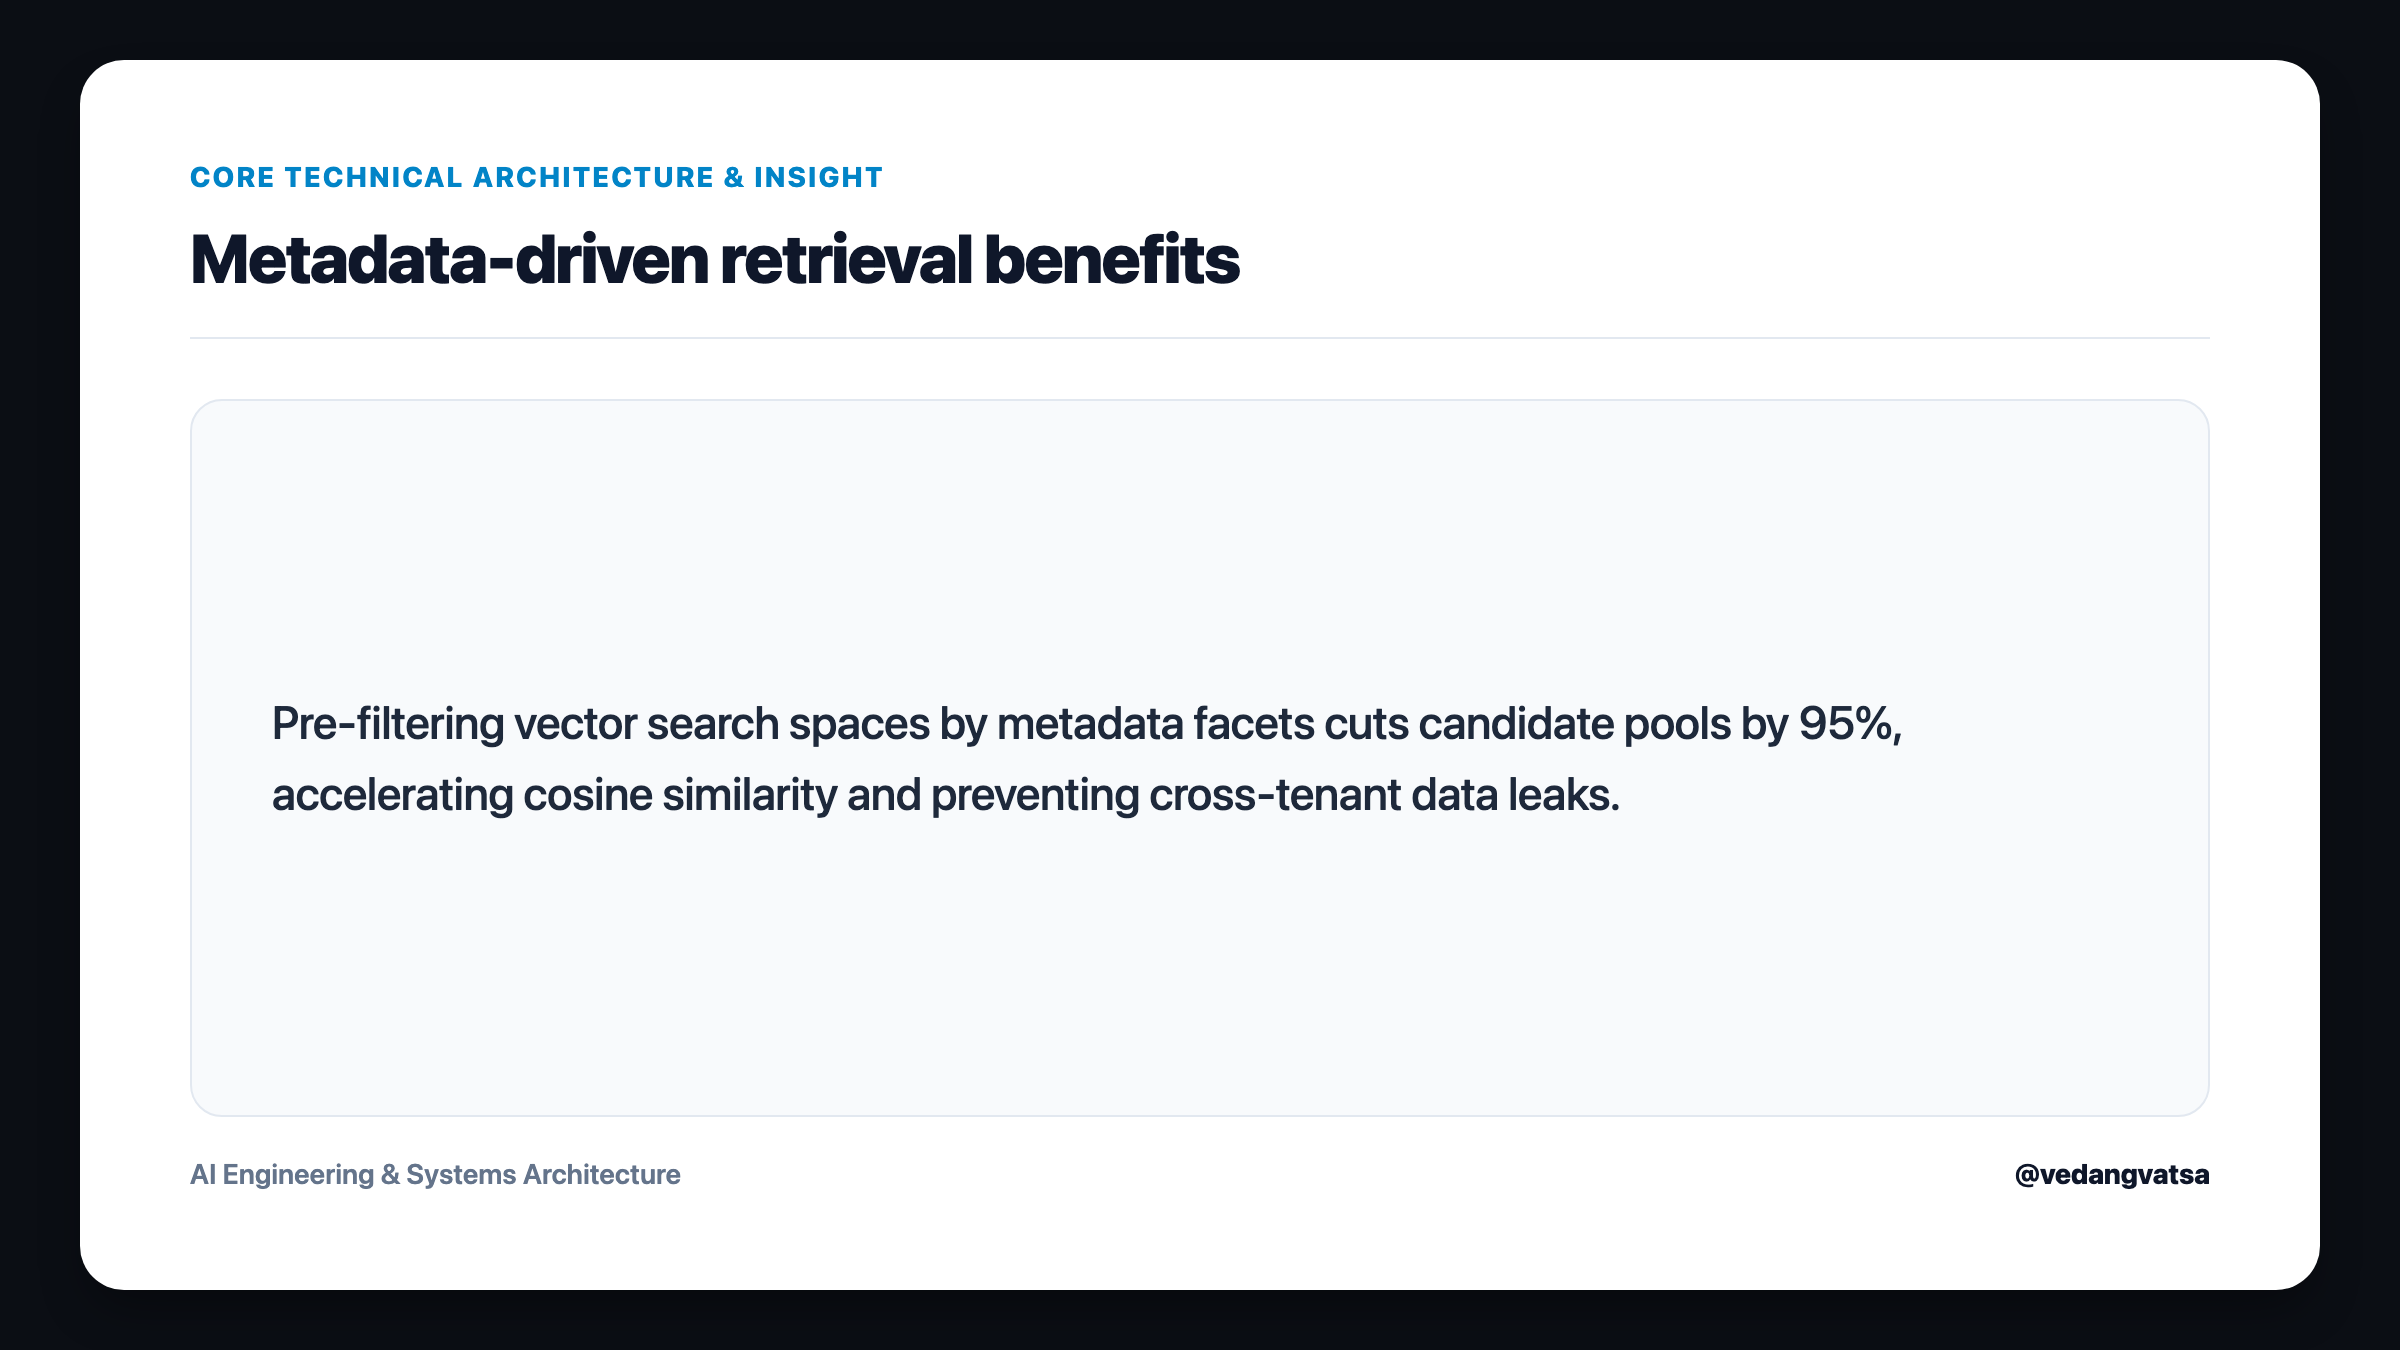 CORE TECHNICAL ARCHITECTURE & INSIGHT
Metadata-driven retrieval benefits
Pre-filtering vector search spaces by metadata facets cuts candidate pools by 95%,
accelerating cosine similarity and preventing cross-tenant data leaks.
AI Engineering & Systems Architecture
@vedangvatsa